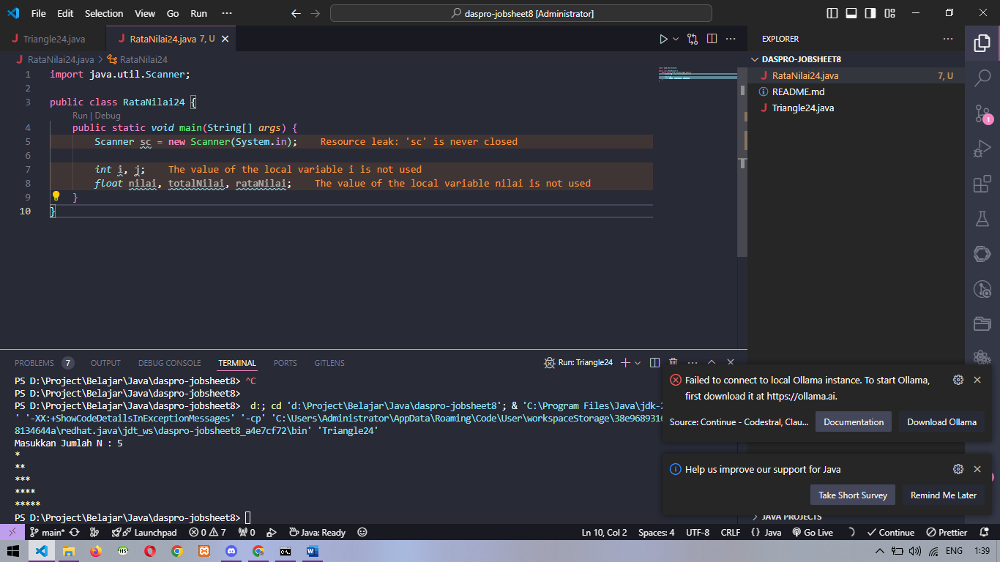 File Edit Selection View Go Run ··· daspro-jobsheet8 [Administrator]
Triangle24.java RataNilai24.java 7, U
RataNilai24.java > RataNilai24
1 import java.util.Scanner;
2
3 public class RataNilai24 {
Run | Debug
4 public static void main(String[] args) {
5 Scanner sc = new Scanner(System.in); Resource leak: 'sc' is never closed
6
7 int i, j; The value of the local variable i is not used
8 float nilai, totalNilai, rataNilai; The value of the local variable nilai is not used
9 }
10 }
EXPLORER
DASPRO-JOBSHEET8
RataNilai24.java 7, U
README.md
Triangle24.java
1
PROBLEMS 7 OUTPUT DEBUG CONSOLE TERMINAL PORTS GITLENS Run: Triangle24
PS D:\Project\Belajar\Java\daspro-jobsheet8> ^C
PS D:\Project\Belajar\Java\daspro-jobsheet8>
PS D:\Project\Belajar\Java\daspro-jobsheet8> d:; cd 'd:\Project\Belajar\Java\daspro-jobsheet8'; & 'C:\Program Files\Java\jdk-2
' '-XX:+ShowCodeDetailsInExceptionMessages' '-cp' 'C:\Users\Administrator\AppData\Roaming\Code\User\workspaceStorage\38e9689316
8134644a\redhat.java\jdt_ws\daspro-jobsheet8_a4e7cf72\bin' 'Triangle24'
Masukkan Jumlah N : 5
*
**
***
****
*****
PS D:\Project\Belajar\Java\daspro-jobsheet8>
Failed to connect to local Ollama instance. To start Ollama,
first download it at https://ollama.ai.
Source: Continue - Codestral, Clau... Documentation Download Ollama
Help us improve our support for Java
Take Short Survey Remind Me Later
JAVA PROJECTS
main* Launchpad 0 7 0 Java: Ready Ln 10, Col 2 Spaces: 4 UTF-8 CRLF {} Java Go Live Continue Prettier
ENG 1:39